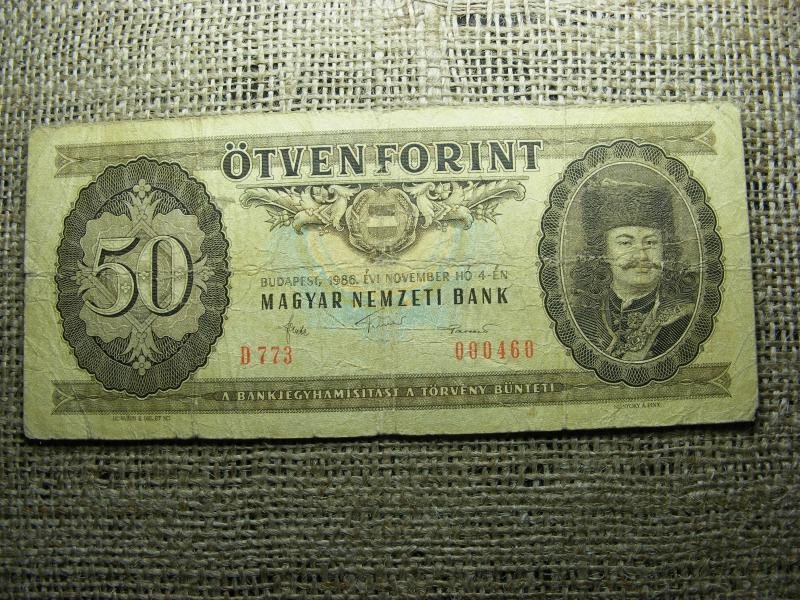 ÖTVEN FORINT
50
BUDAPEST, 1986. ÉVI NOVEMBER HÓ 4-ÉN
MAGYAR NEMZETI BANK
D 773 000460
A BANKJEGYHAMISÍTÁST A TÖRVÉNY BÜNTETI